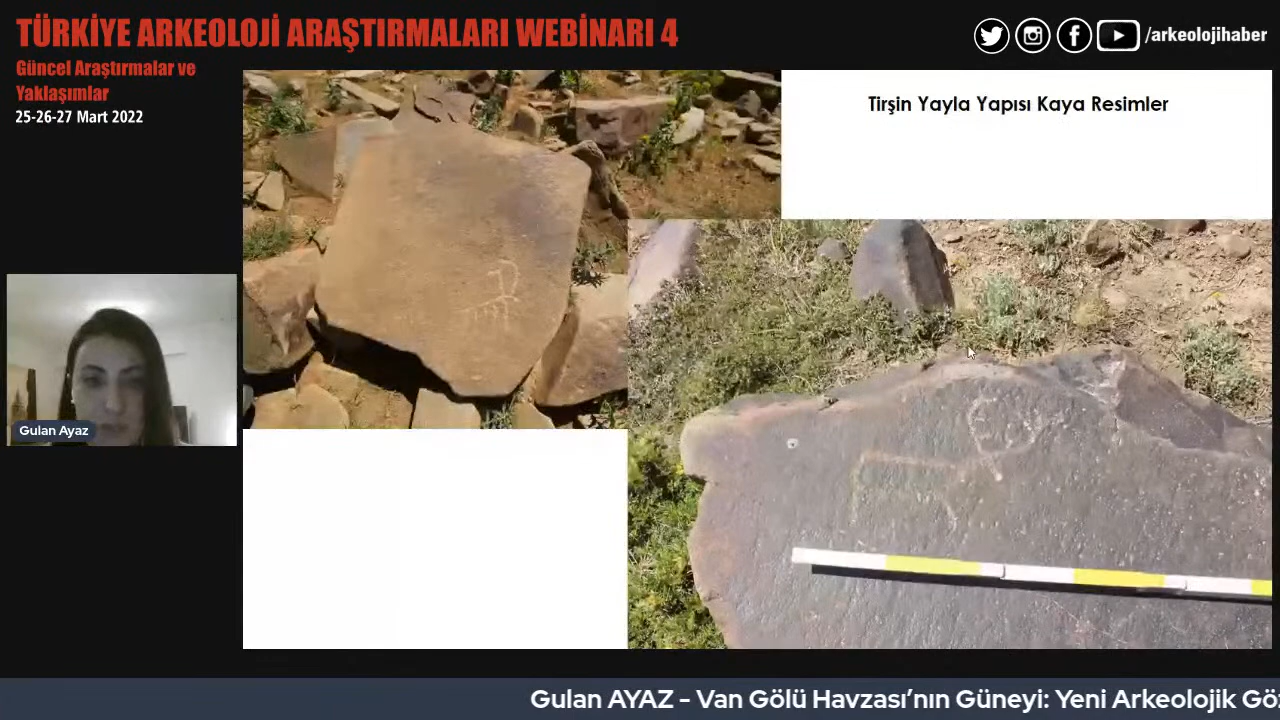 TÜRKİYE ARKEOLOJİ ARAŞTIRMALARI WEBİNARI 4
Güncel Araştırmalar ve
Yaklaşımlar
25-26-27 Mart 2022
/arkeolojihaber
Tirşin Yayla Yapısı Kaya Resimler
Gulan Ayaz
Gulan AYAZ - Van Gölü Havzası’nın Güneyi: Yeni Arkeolojik Gö